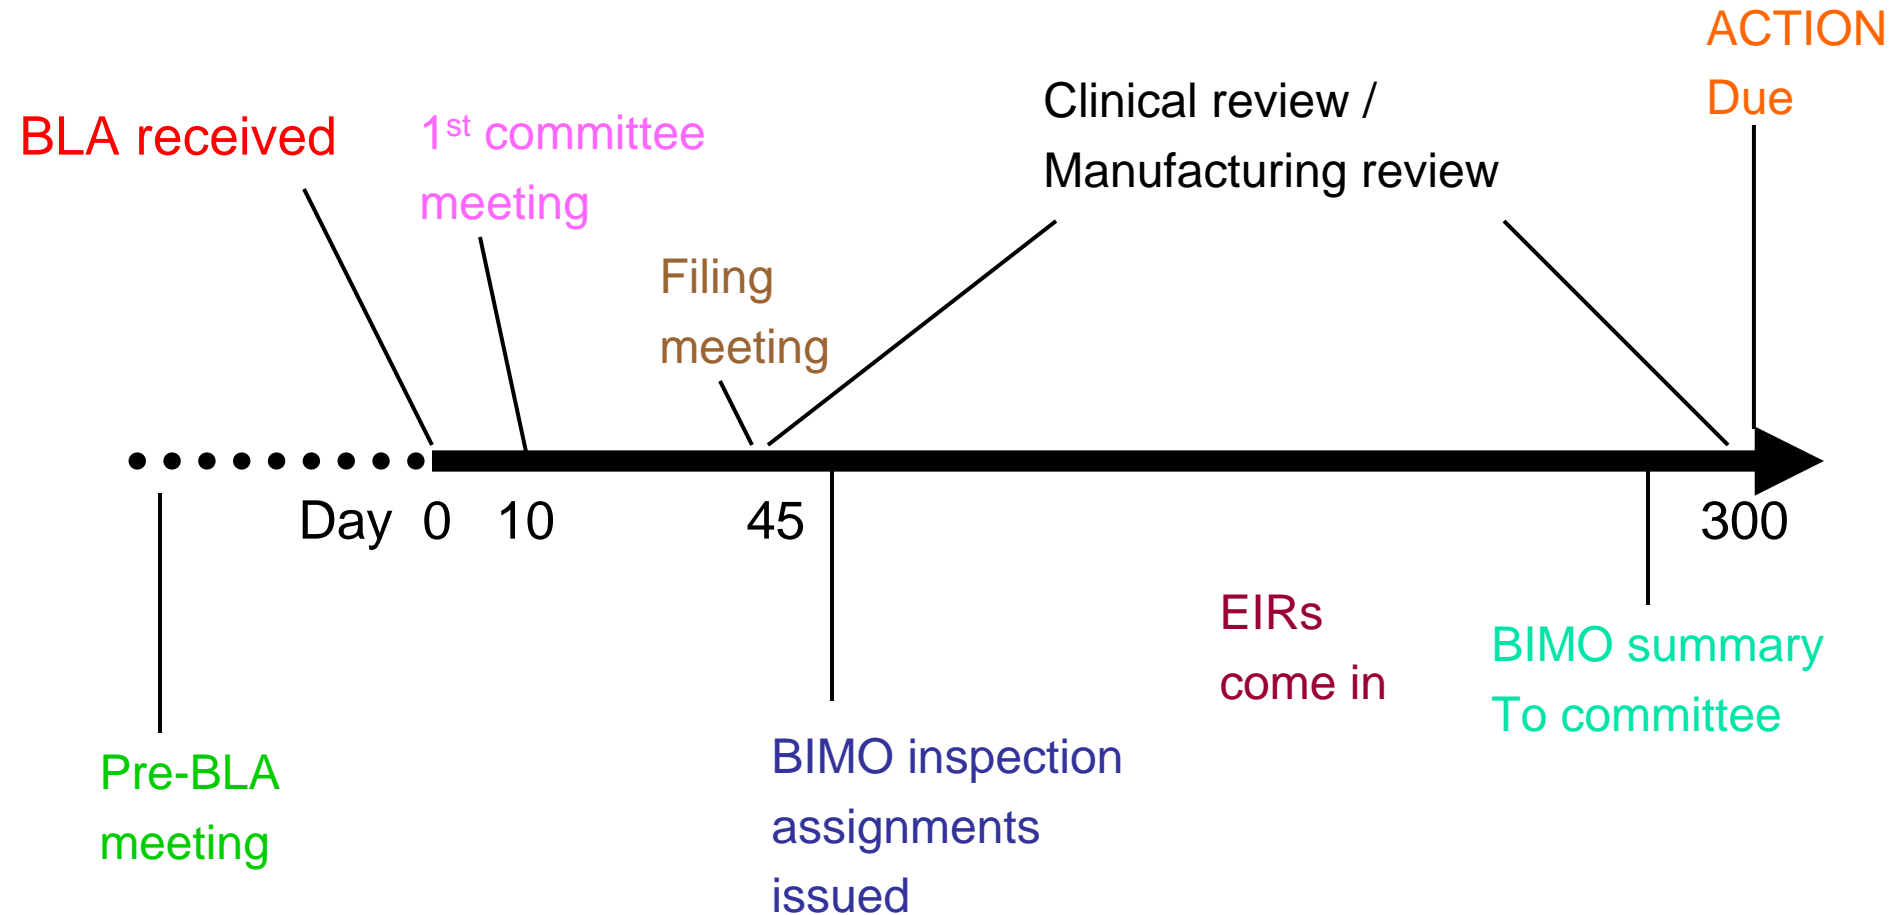 ACTION
Due
BLA received
1st committee
meeting
Clinical review /
Manufacturing review
Filing
meeting
Day 0 10 45 300
EIRs
come in
BIMO summary
To committee
BIMO inspection
assignments
issued
Pre-BLA
meeting